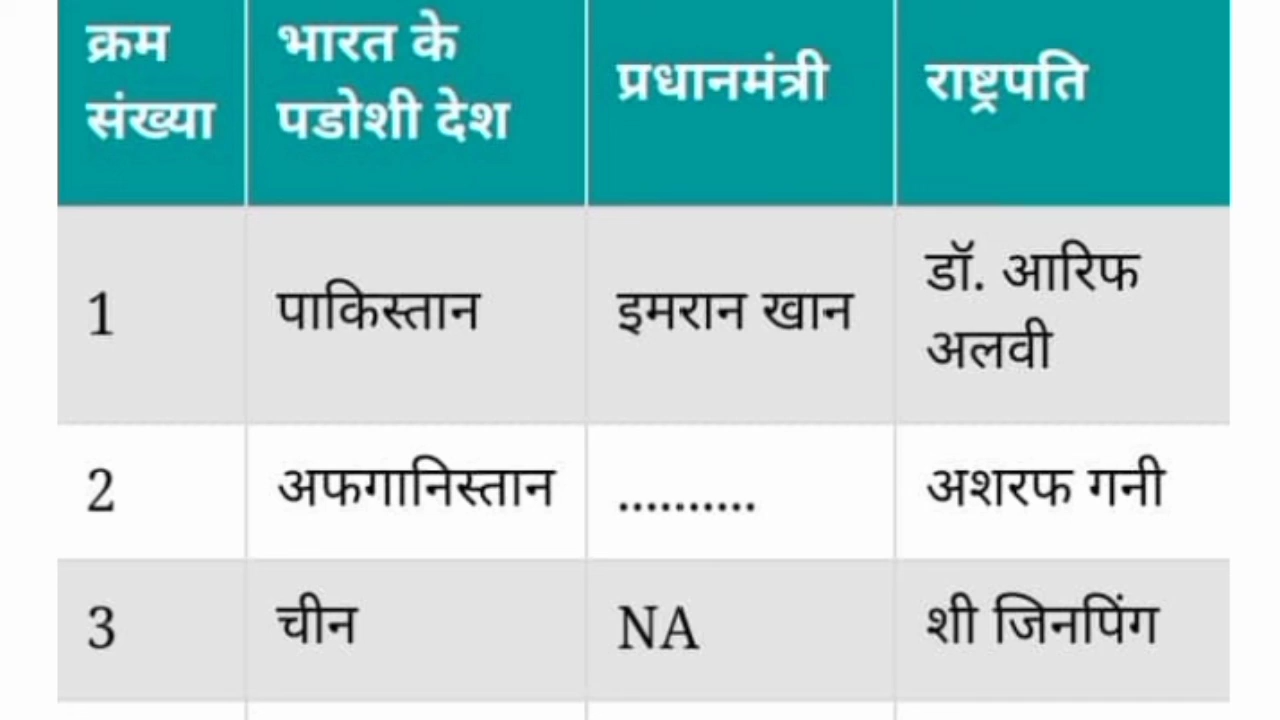 क्रम संख्या
भारत के पडोशी देश
प्रधानमंत्री
राष्ट्रपति
1
पाकिस्तान
इमरान खान
डॉ. आरिफ अलवी
2
अफगानिस्तान
..........
अशरफ गनी
3
चीन
NA
शी जिनपिंग